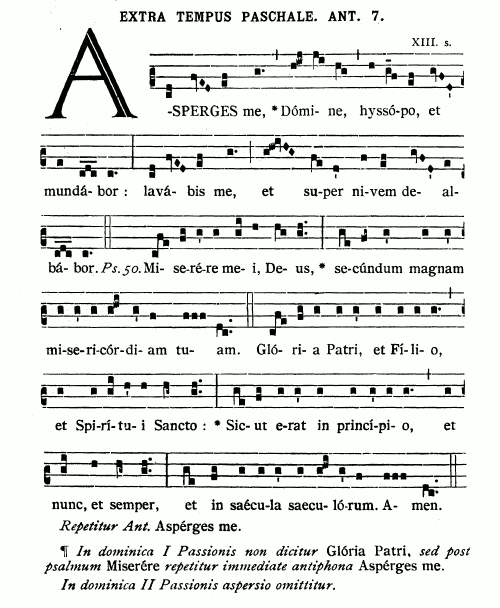 EXTRA TEMPUS PASCHALE. ANT. 7.
XIII. s.
A-SPERGES me, * Dómi- ne, hyssó-po, et
mundá- bor : lavá- bis me, et su-per ni-vem de- al-
bá- bor. Ps. 50. Mi- se-ré-re me- i, De- us, * se-cúndum magnam
mi-se-ri-cór-di- am tu- am. Gló- ri- a Patri, et Fí-li- o,
et Spi-rí-tu- i Sancto : * Sic- ut e-rat in princí-pi- o, et
nunc, et semper, et in saécu-la saecu- ló-rum. A- men.
Repetitur Ant. Aspérges me.
¶ In dominica I Passionis non dicitur Glória Patri, sed post
psalmum Miserére repetitur immediate antiphona Aspérges me.
In dominica II Passionis aspersio omittitur.